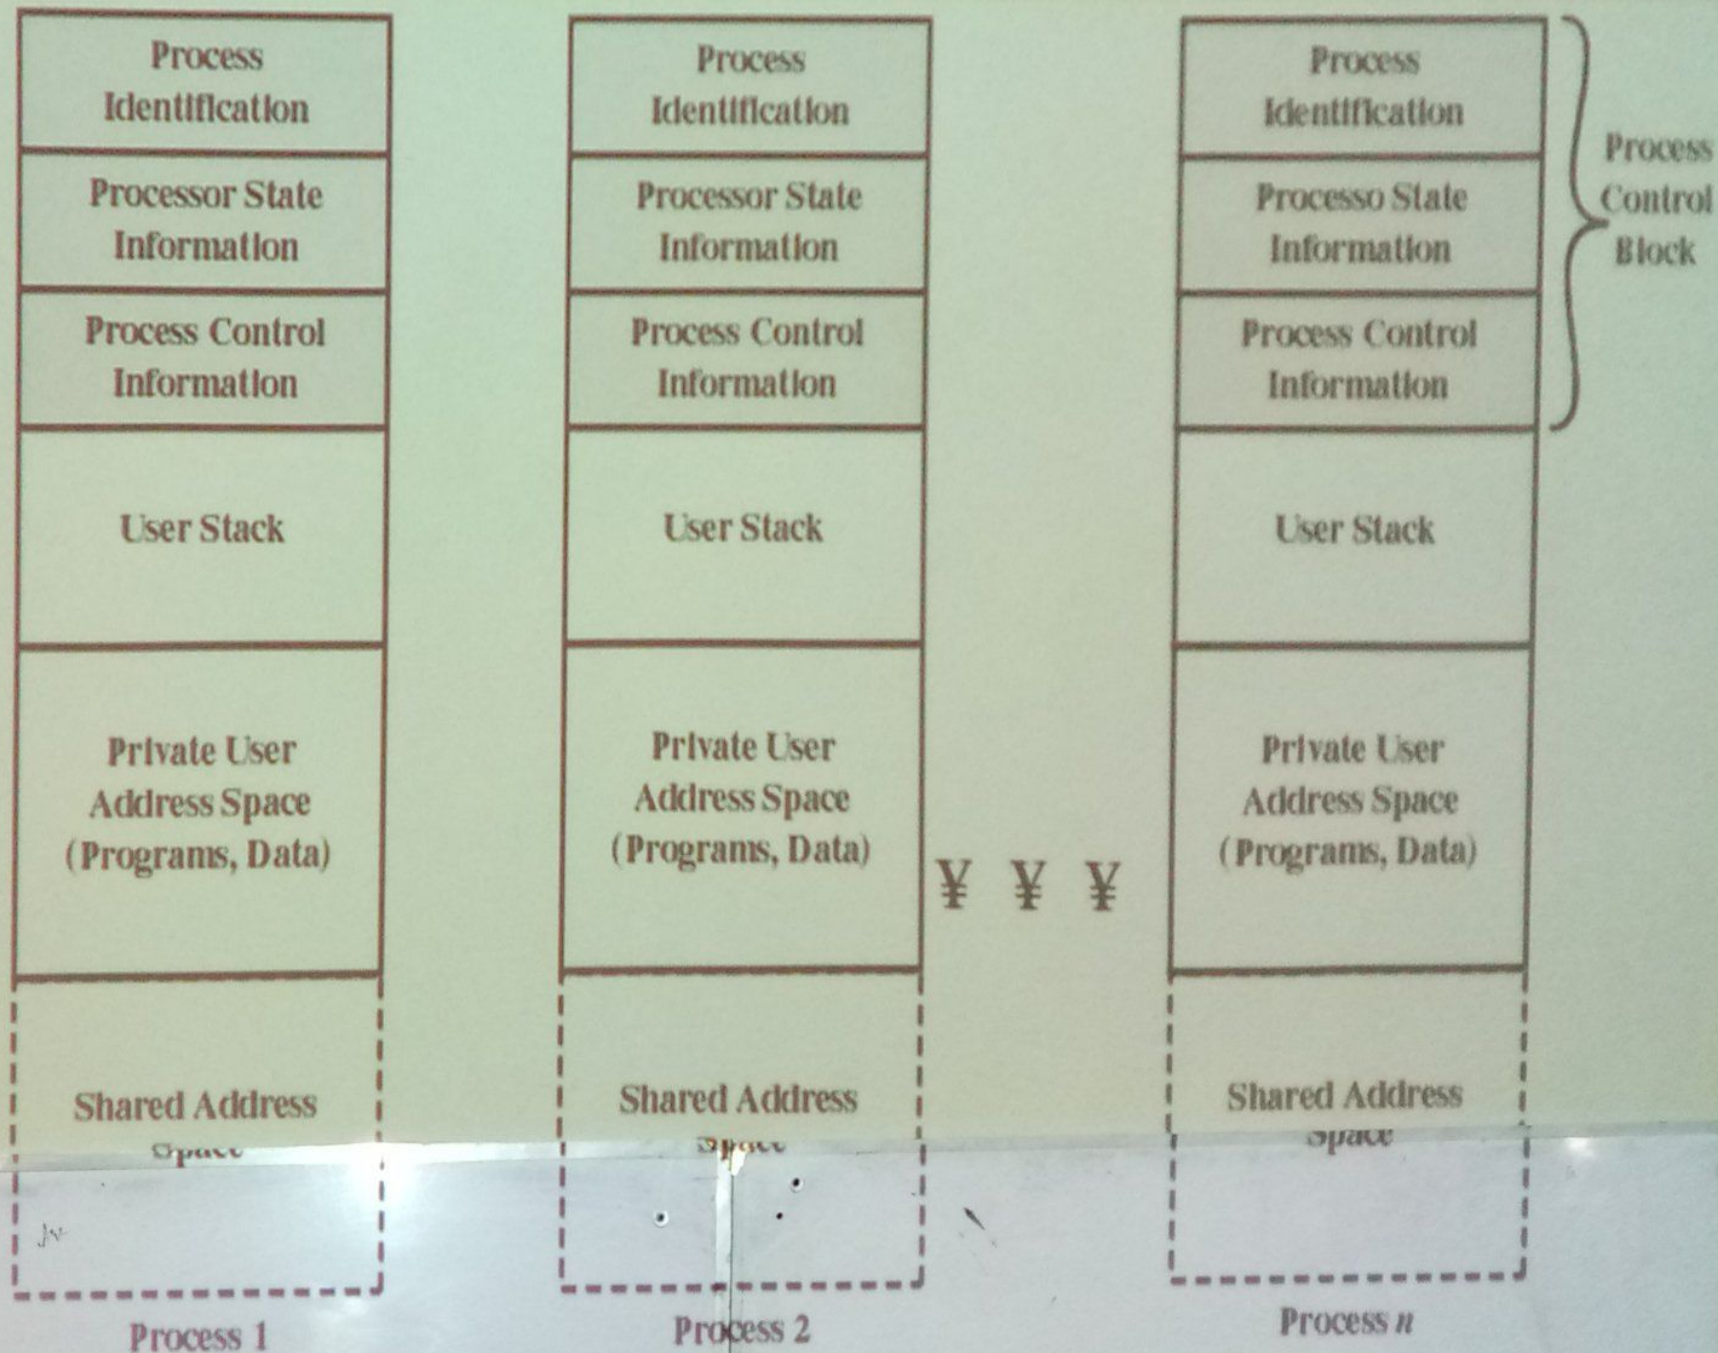 Process
Identification
Processor State
Information
Process Control
Information
User Stack
Private User
Address Space
(Programs, Data)
Shared Address
Space
Process 1
Process
Identification
Processor State
Information
Process Control
Information
User Stack
Private User
Address Space
(Programs, Data)
Shared Address
Space
Process 2
¥ ¥ ¥
Process
Identification
Processo State
Information
Process Control
Information
User Stack
Private User
Address Space
(Programs, Data)
Shared Address
Space
Process n
Process
Control
Block